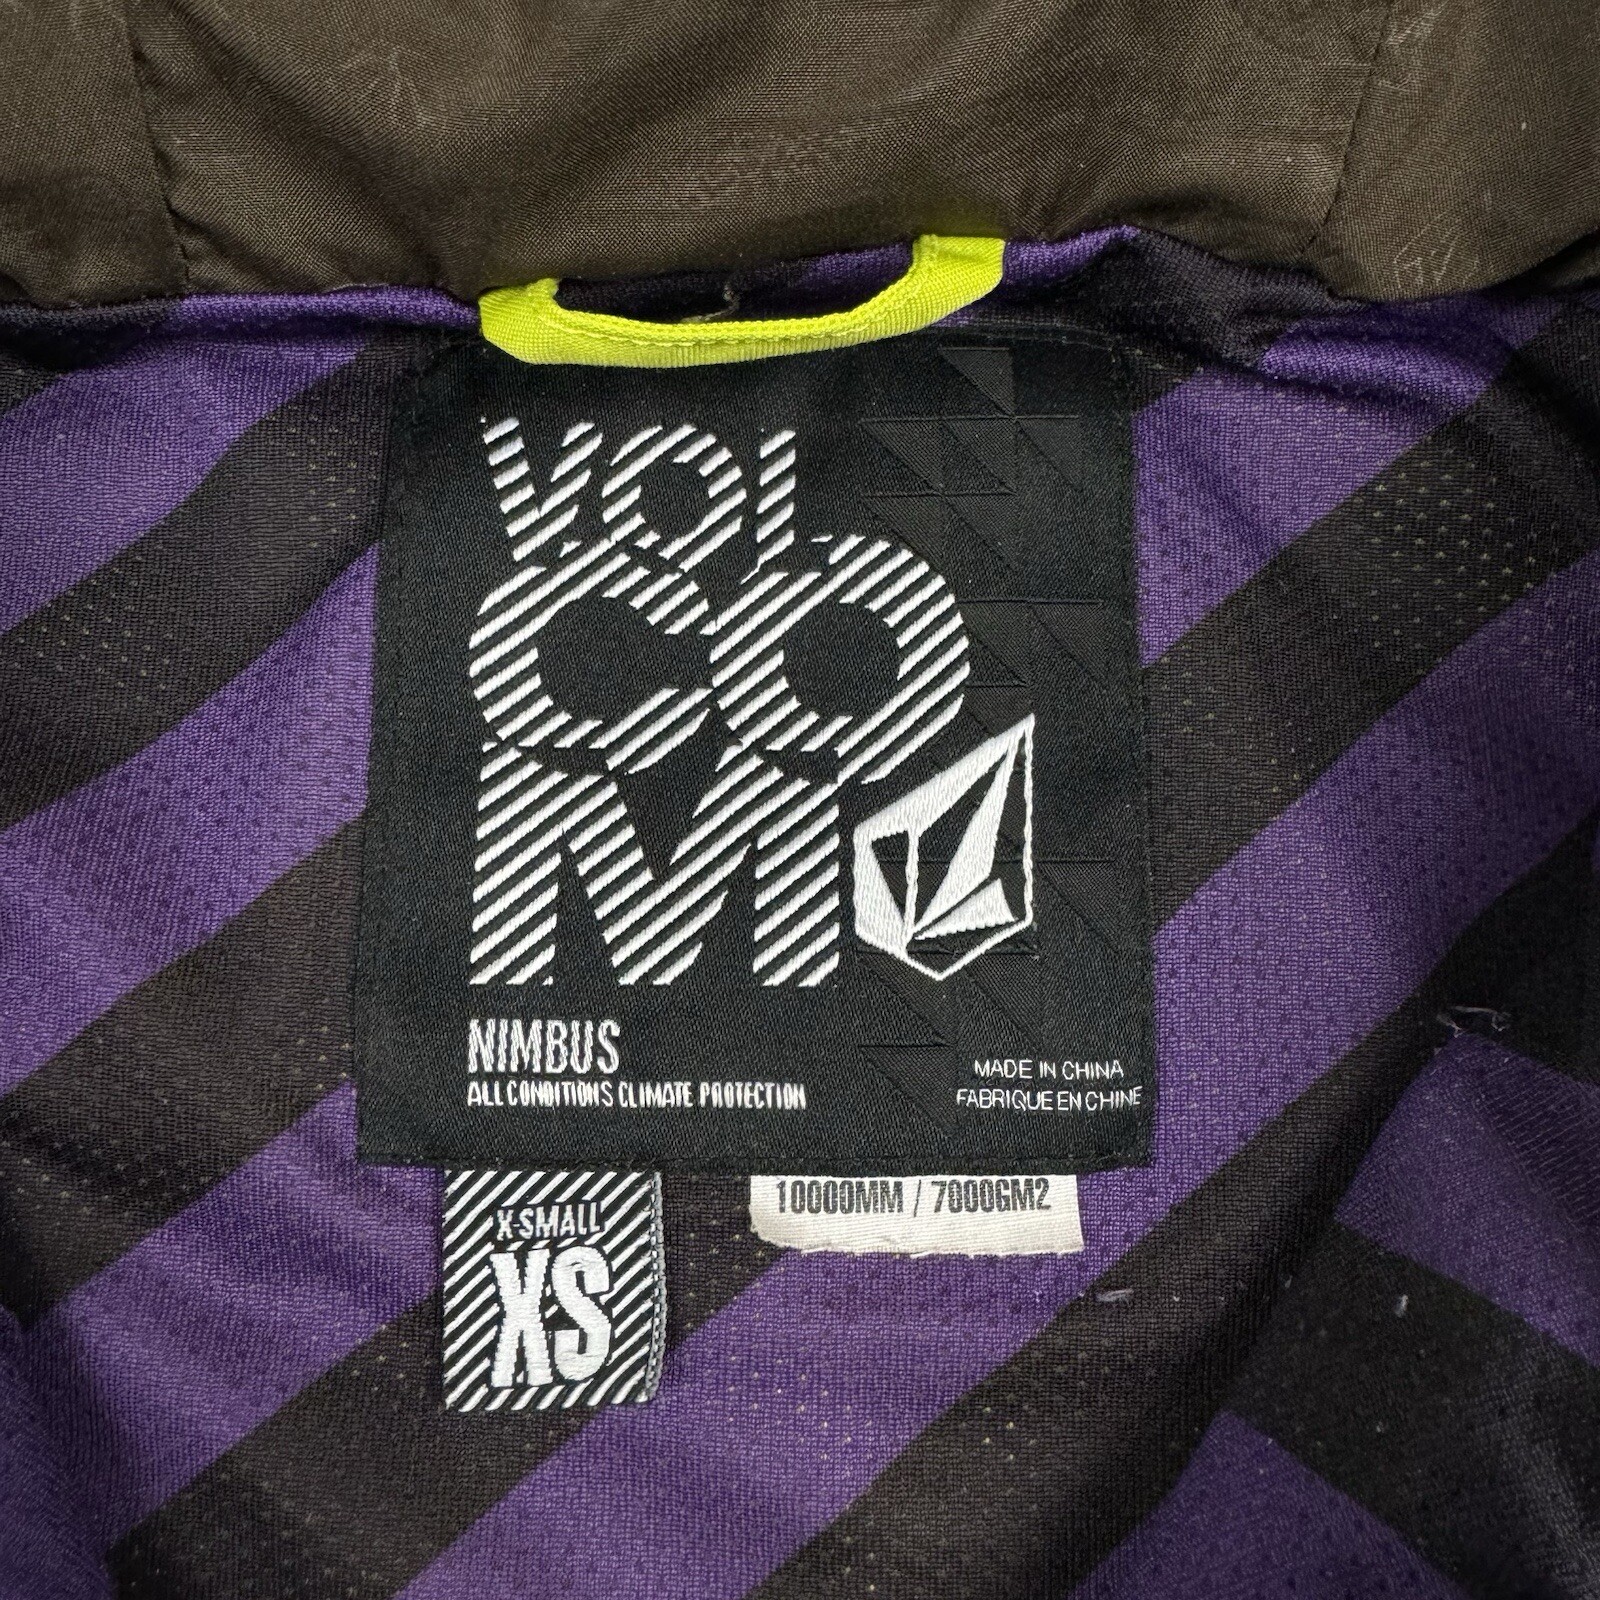 VOL
CO
M
NIMBUS
ALL CONDITIONS CLIMATE PROTECTION
MADE IN CHINA
FABRIQUE EN CHINE
10000MM / 7000GM2
X-SMALL
XS